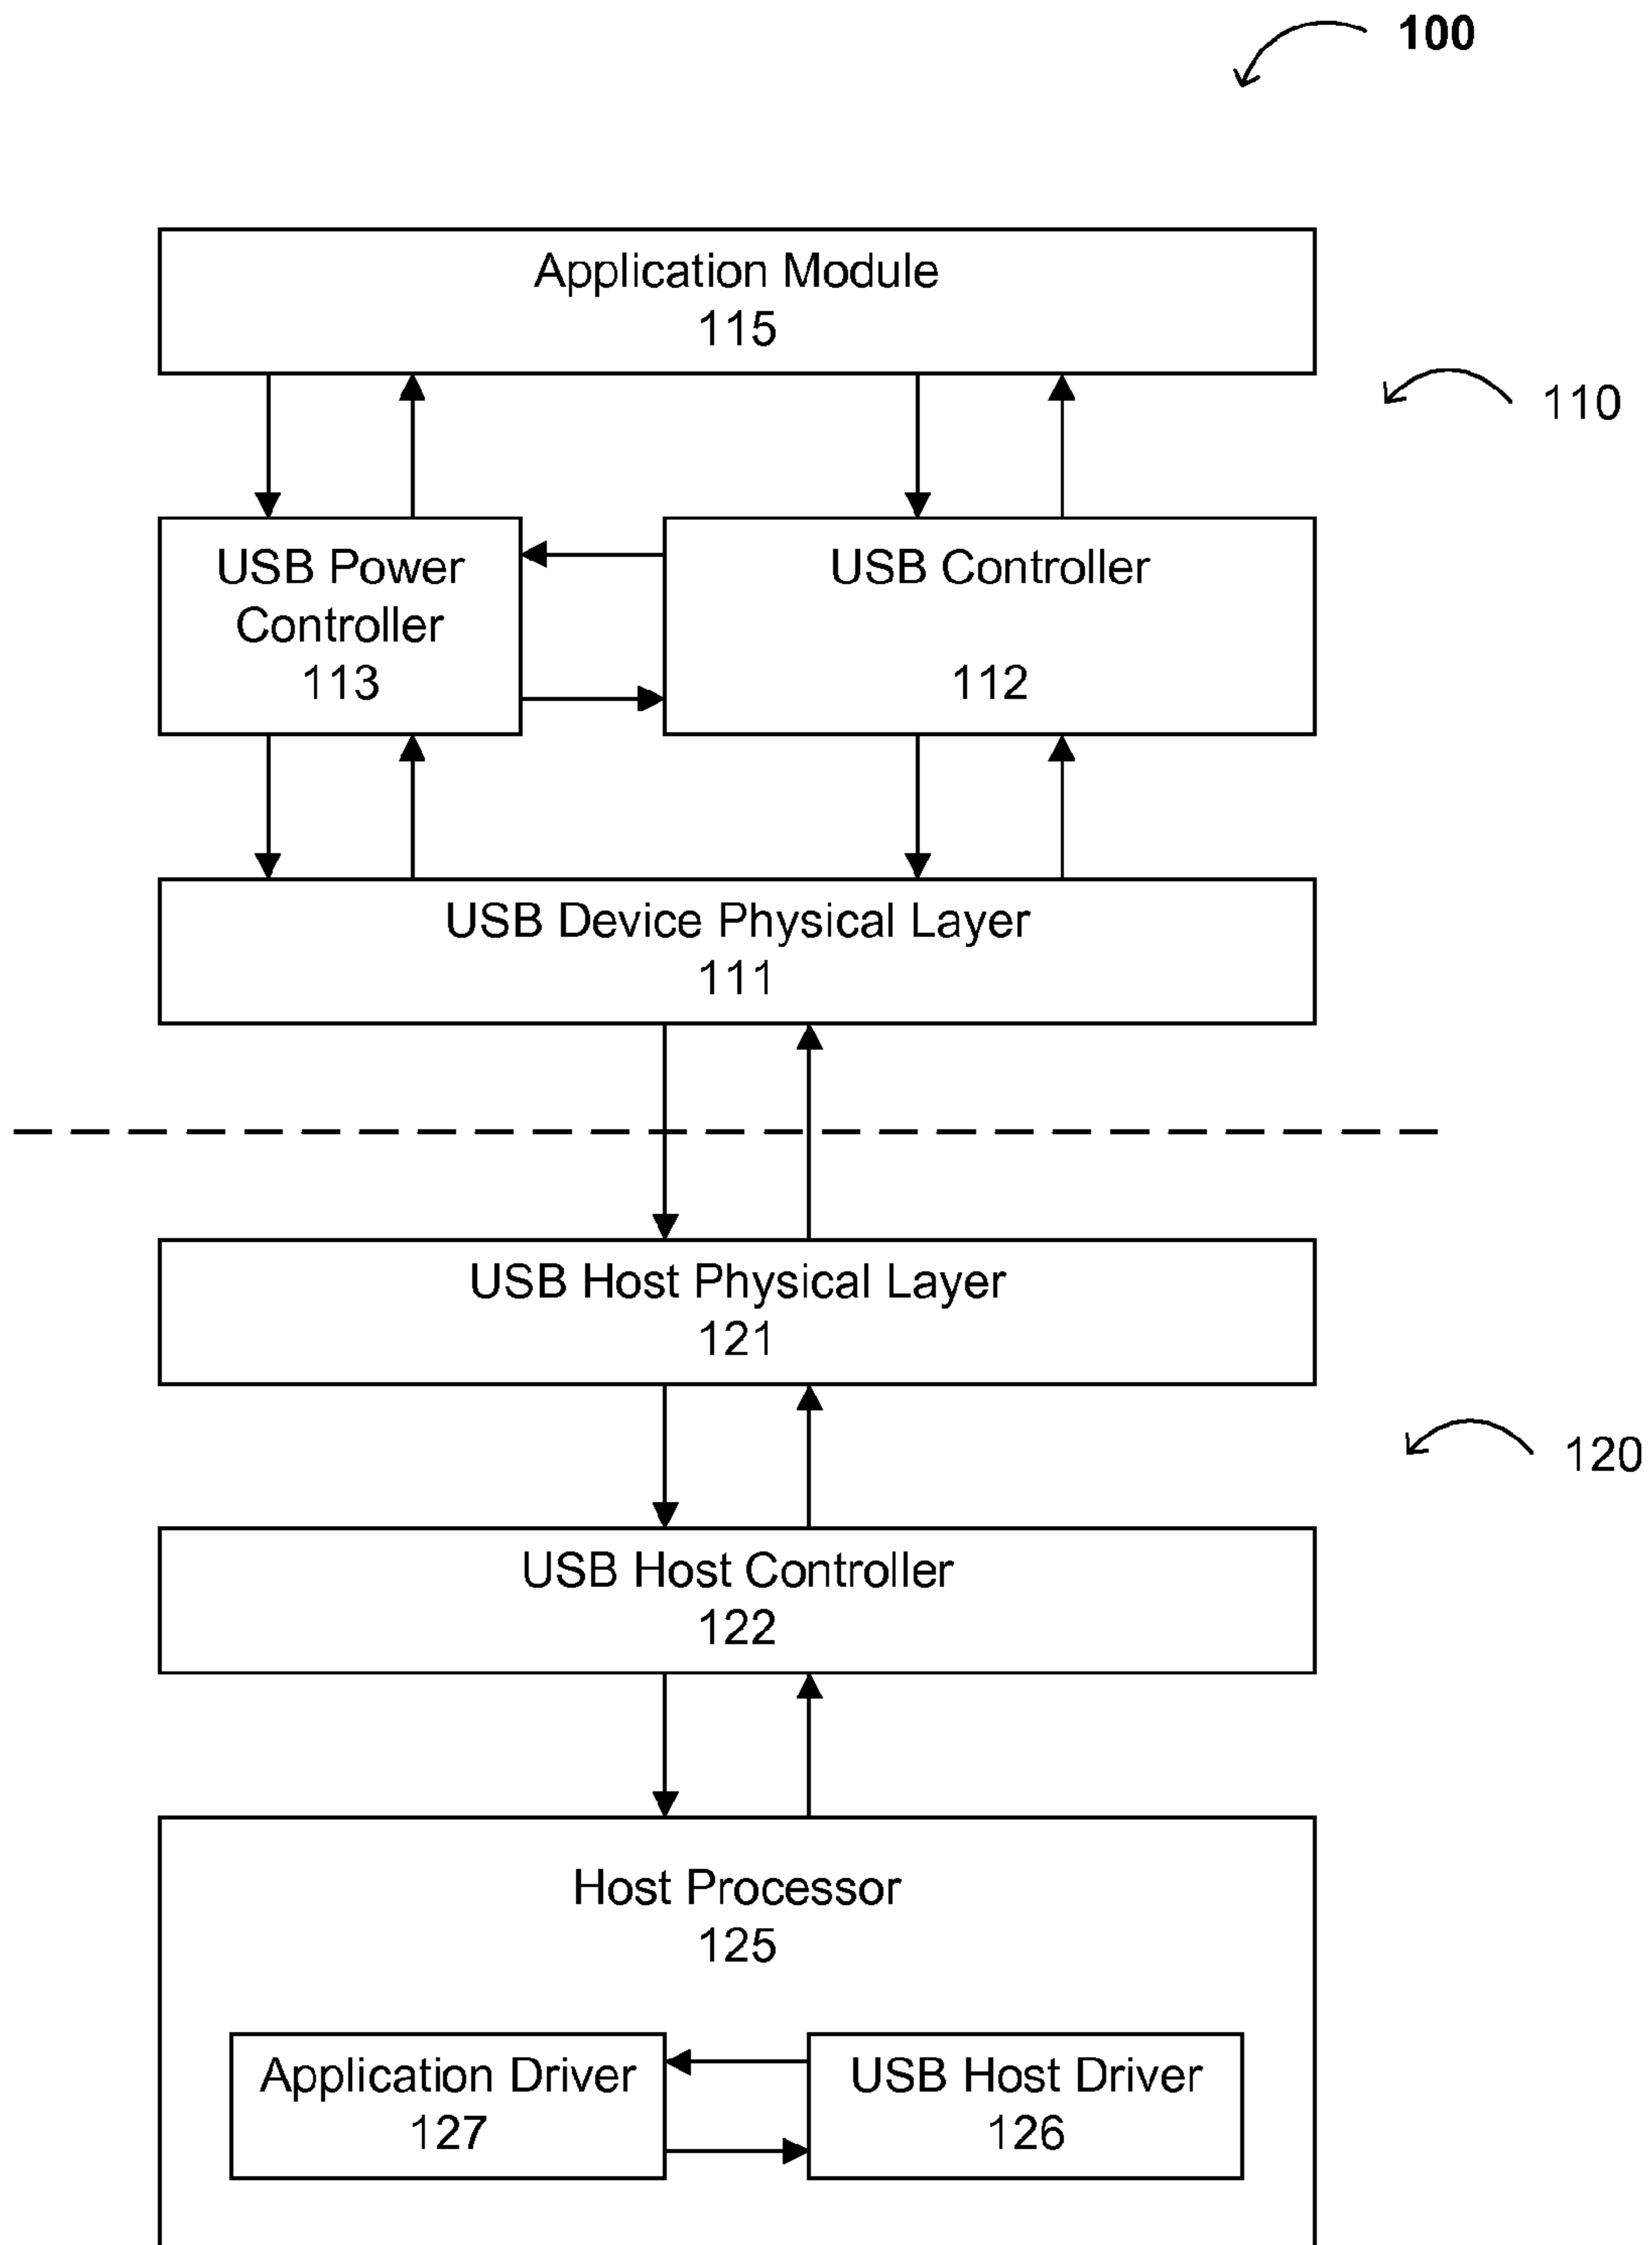 100
Application Module
115
110
USB Power
Controller
113
USB Controller
112
USB Device Physical Layer
111
USB Host Physical Layer
121
120
USB Host Controller
122
Host Processor
125
Application Driver
127
USB Host Driver
126